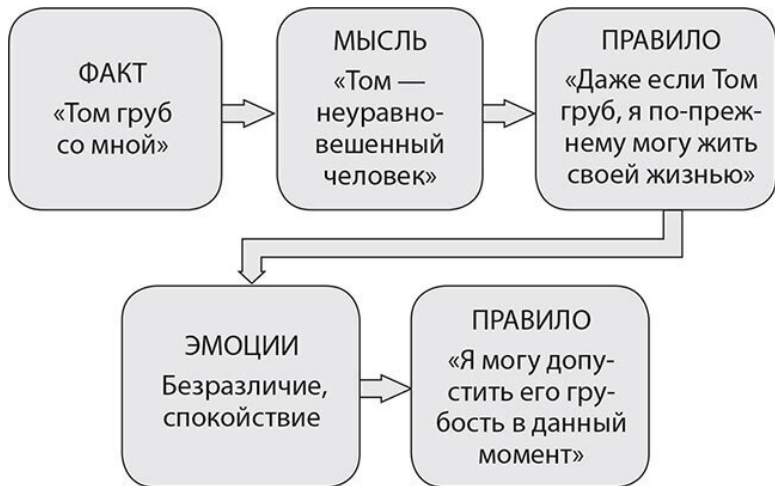 ФАКТ
«Том груб
со мной»
МЫСЛЬ
«Том —
неуравно-
вешенный
человек»
ПРАВИЛО
«Даже если Том
груб, я по-преж-
нему могу жить
своей жизнью»
ЭМОЦИИ
Безразличие,
спокойствие
ПРАВИЛО
«Я могу допу-
стить его гру-
бость в данный
момент»